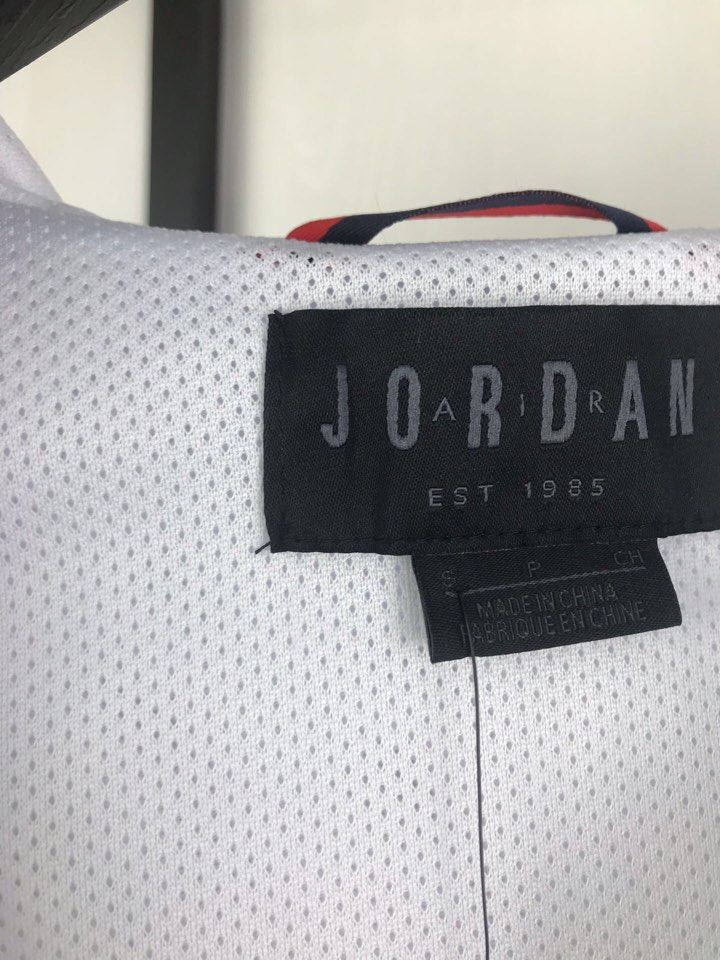 JORDAN
AIR
EST 1985
S P CH
MADE IN CHINA
FABRIQUE EN CHINE